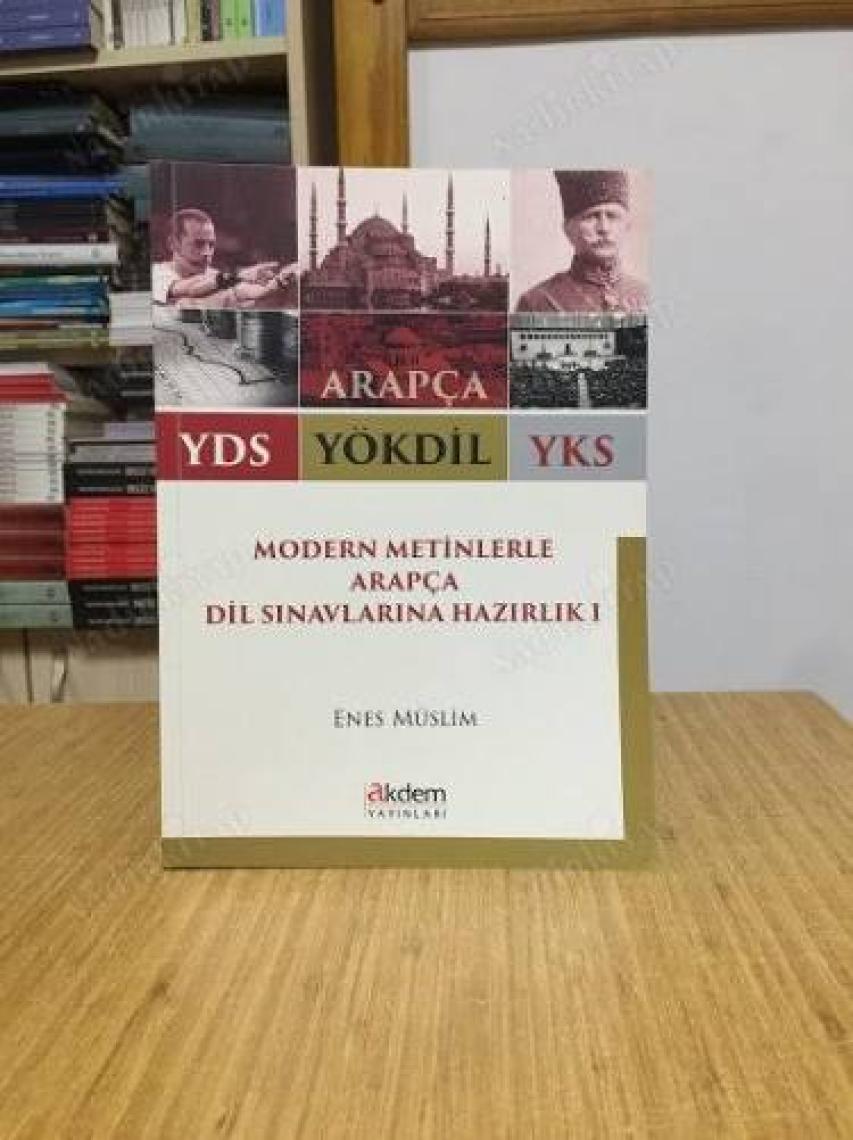 ARAPÇA
YDS YÖKDİL YKS
MODERN METİNLERLE
ARAPÇA
DİL SINAVLARINA HAZIRLIK I
ENES MÜSLİM
akdem
YAYINLARI